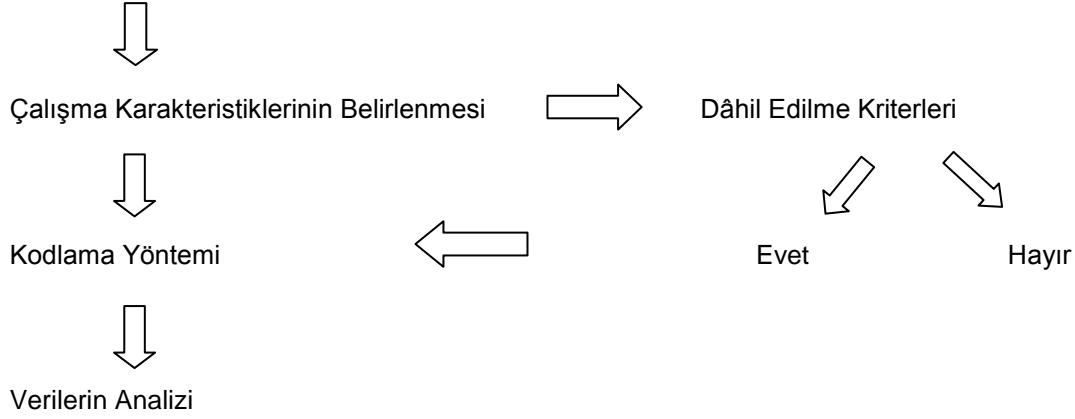 Çalışma Karakteristiklerinin Belirlenmesi Dâhil Edilme Kriterleri
Kodlama Yöntemi Evet Hayır
Verilerin Analizi